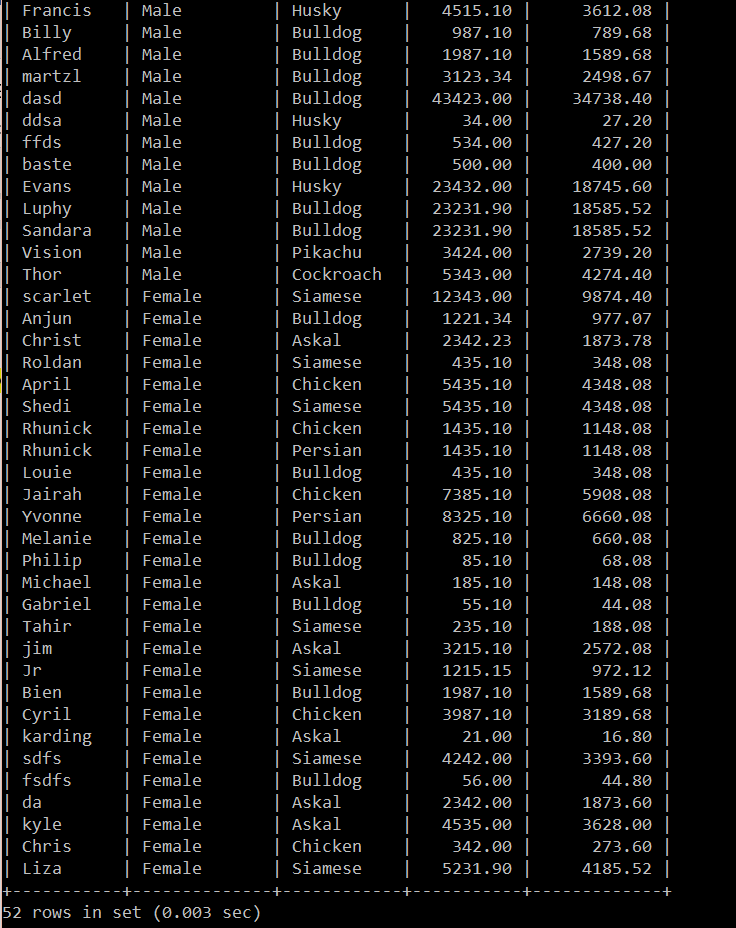 | Francis | Male | Husky | 4515.10 | 3612.08 |
| Billy | Male | Bulldog | 987.10 | 789.68 |
| Alfred | Male | Bulldog | 1987.10 | 1589.68 |
| martzl | Male | Bulldog | 3123.34 | 2498.67 |
| dasd | Male | Bulldog | 43423.00 | 34738.40 |
| ddsa | Male | Husky | 34.00 | 27.20 |
| ffds | Male | Bulldog | 534.00 | 427.20 |
| baste | Male | Bulldog | 500.00 | 400.00 |
| Evans | Male | Husky | 23432.00 | 18745.60 |
| Luphy | Male | Bulldog | 23231.90 | 18585.52 |
| Sandara | Male | Bulldog | 23231.90 | 18585.52 |
| Vision | Male | Pikachu | 3424.00 | 2739.20 |
| Thor | Male | Cockroach | 5343.00 | 4274.40 |
| scarlet | Female | Siamese | 12343.00 | 9874.40 |
| Anjun | Female | Bulldog | 1221.34 | 977.07 |
| Christ | Female | Askal | 2342.23 | 1873.78 |
| Roldan | Female | Siamese | 435.10 | 348.08 |
| April | Female | Chicken | 5435.10 | 4348.08 |
| Shedi | Female | Siamese | 5435.10 | 4348.08 |
| Rhunick | Female | Chicken | 1435.10 | 1148.08 |
| Rhunick | Female | Persian | 1435.10 | 1148.08 |
| Louie | Female | Bulldog | 435.10 | 348.08 |
| Jairah | Female | Chicken | 7385.10 | 5908.08 |
| Yvonne | Female | Persian | 8325.10 | 6660.08 |
| Melanie | Female | Bulldog | 825.10 | 660.08 |
| Philip | Female | Bulldog | 85.10 | 68.08 |
| Michael | Female | Askal | 185.10 | 148.08 |
| Gabriel | Female | Bulldog | 55.10 | 44.08 |
| Tahir | Female | Siamese | 235.10 | 188.08 |
| jim | Female | Askal | 3215.10 | 2572.08 |
| Jr | Female | Siamese | 1215.15 | 972.12 |
| Bien | Female | Bulldog | 1987.10 | 1589.68 |
| Cyril | Female | Chicken | 3987.10 | 3189.68 |
| karding | Female | Askal | 21.00 | 16.80 |
| sdfs | Female | Siamese | 4242.00 | 3393.60 |
| fsdfs | Female | Bulldog | 56.00 | 44.80 |
| da | Female | Askal | 2342.00 | 1873.60 |
| kyle | Female | Askal | 4535.00 | 3628.00 |
| Chris | Female | Chicken | 342.00 | 273.60 |
| Liza | Female | Siamese | 5231.90 | 4185.52 |
+-----------+--------------+------------+-----------+-------------+
52 rows in set (0.003 sec)